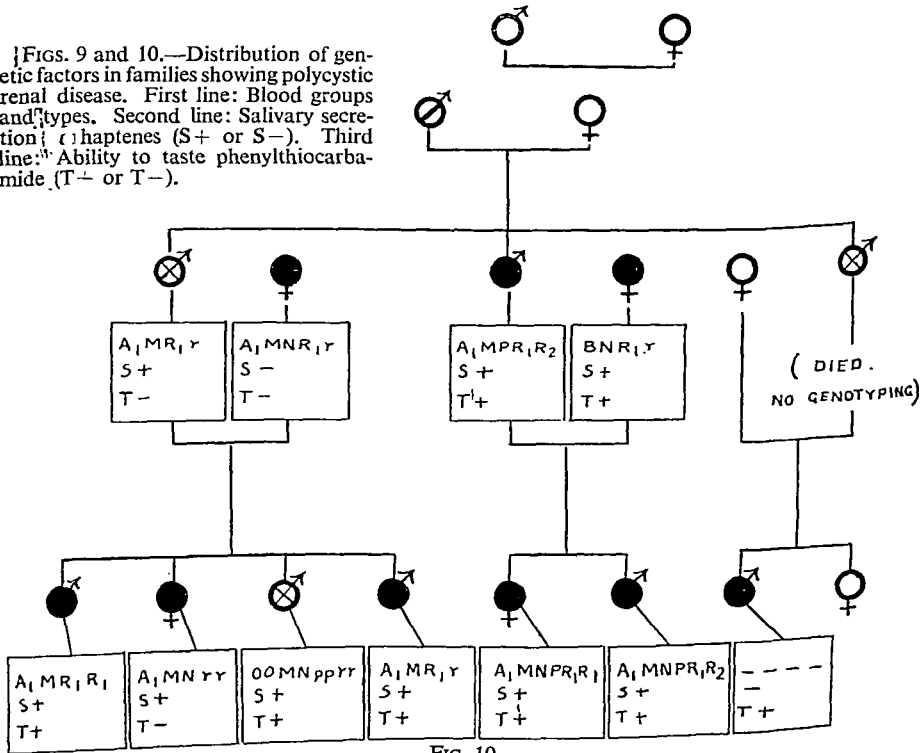 FIGS. 9 and 10.—Distribution of gen-
etic factors in families showing polycystic
renal disease. First line: Blood groups
and types. Second line: Salivary secre-
tion haptenes (S+ or S−). Third
line: Ability to taste phenylthiocarba-
mide (T+ or T−).
A₁MR₁r
S+
T−
A₁MNR₁r
S−
T−
A₁MPR₁R₂
S+
T+
BNR₁r
S+
T+
( DIED.
NO GENOTYPING)
A₁MR₁R₁
S+
T+
A₁MNrr
S+
T−
OOMNpprr
S+
T+
A₁MR₁r
S+
T+
A₁MNPR₁R₁
S+
T+
A₁MNPR₁R₂
S+
T+
– – – –
–
T+
FIG. 10